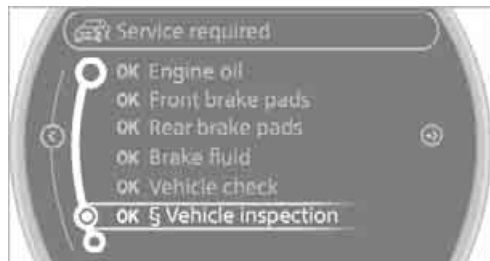 Service required
OK Engine oil
OK Front brake pads
OK Rear brake pads
OK Brake fluid
OK Vehicle check
OK § Vehicle inspection